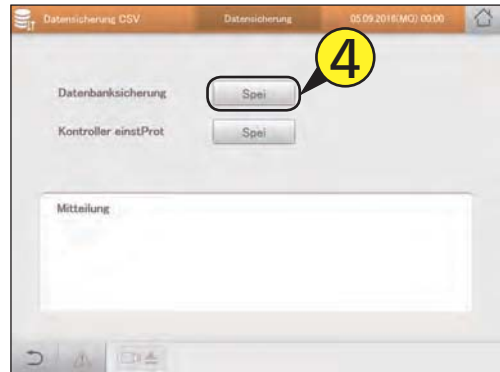 Datensicherung CSV Datensicherung 05.09.2016(MO) 00:00
4
Datenbanksicherung Spei
Kontroller einstProt Spei
Mitteilung